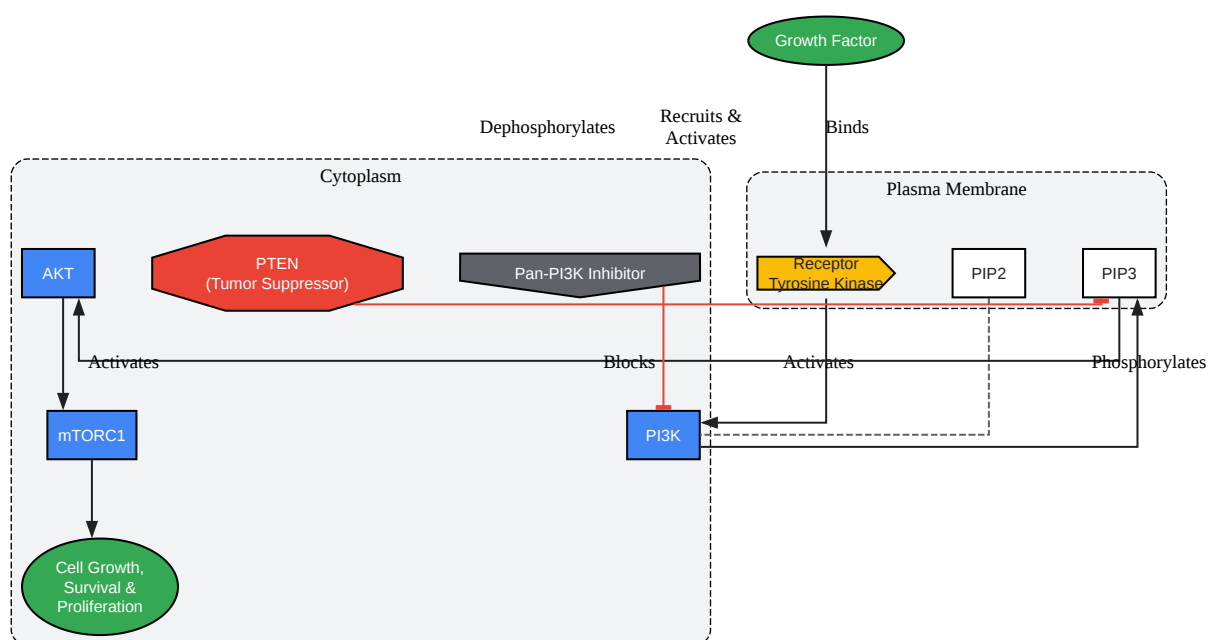 Growth Factor
Recruits &
Activates
Dephosphorylates
Binds
Cytoplasm
Plasma Membrane
AKT
PTEN
(Tumor Suppressor)
Pan-PI3K Inhibitor
Receptor
Tyrosine Kinase
PIP2
PIP3
Activates
Blocks
Activates
Phosphorylates
mTORC1
PI3K
Cell Growth,
Survival &
Proliferation